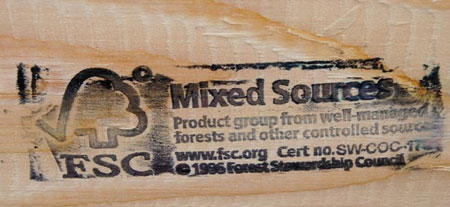 Mixed Sources
Product group from well-managed
forests and other controlled sources
www.fsc.org Cert no. SW-COC-17
© 1996 Forest Stewardship Council
FSC